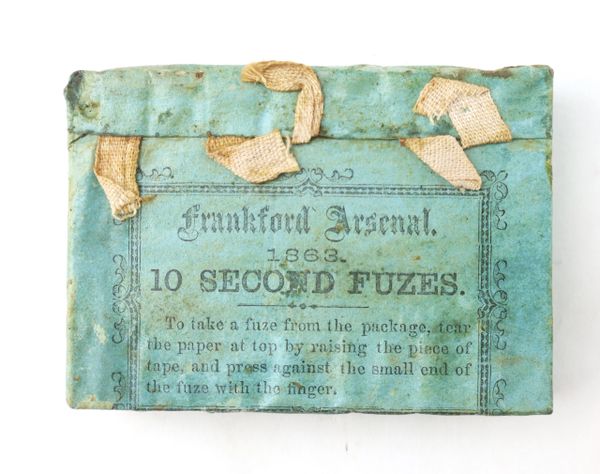 Frankford Arsenal.
1863.
10 SECOND FUZES.
To take a fuze from the package, tear
the paper at top by raising the piece of
tape, and press against the small end of
the fuze with the finger.